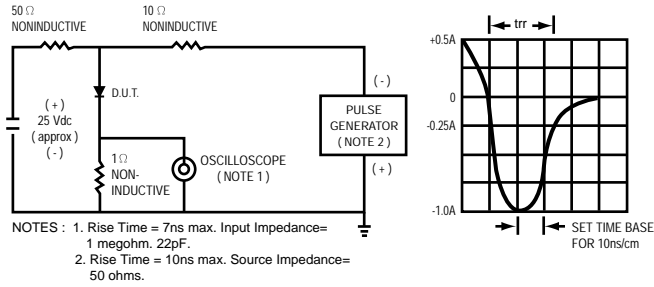 50 Ω
NONINDUCTIVE
10 Ω
NONINDUCTIVE
(+)
25 Vdc
(approx)
(-)
D.U.T.
1 Ω
NON-
INDUCTIVE
OSCILLOSCOPE
(NOTE 1)
(-)
PULSE
GENERATOR
(NOTE 2)
(+)
NOTES : 1. Rise Time = 7ns max. Input Impedance=
1 megohm. 22pF.
2. Rise Time = 10ns max. Source Impedance=
50 ohms.
trr
+0.5A
0
-0.25A
-1.0A
SET TIME BASE
FOR 10ns/cm